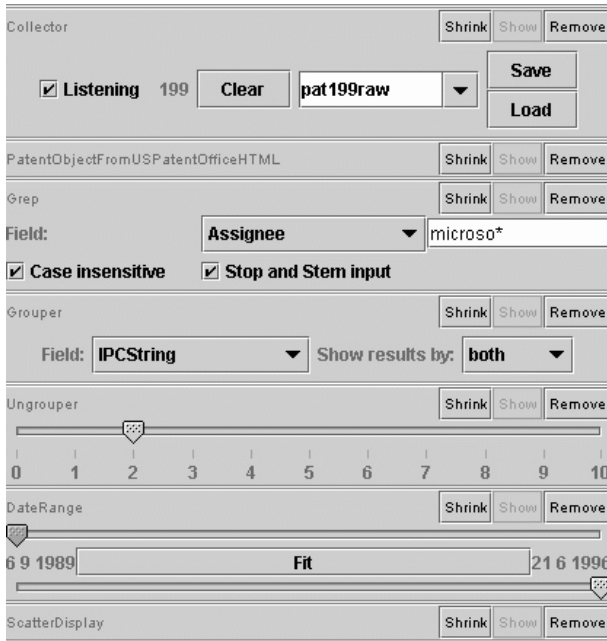 Collector Shrink Show Remove
Listening 199 Clear pat199raw Save
Load
PatentObjectFromUSPatentOfficeHTML Shrink Show Remove
Grep Shrink Show Remove
Field: Assignee microso*
Case insensitive Stop and Stem input
Grouper Shrink Show Remove
Field: IPCString Show results by: both
Ungrouper Shrink Show Remove
0 1 2 3 4 5 6 7 8 9 10
DateRange Shrink Show Remove
6 9 1989 Fit 21 6 1996
ScatterDisplay Shrink Show Remove